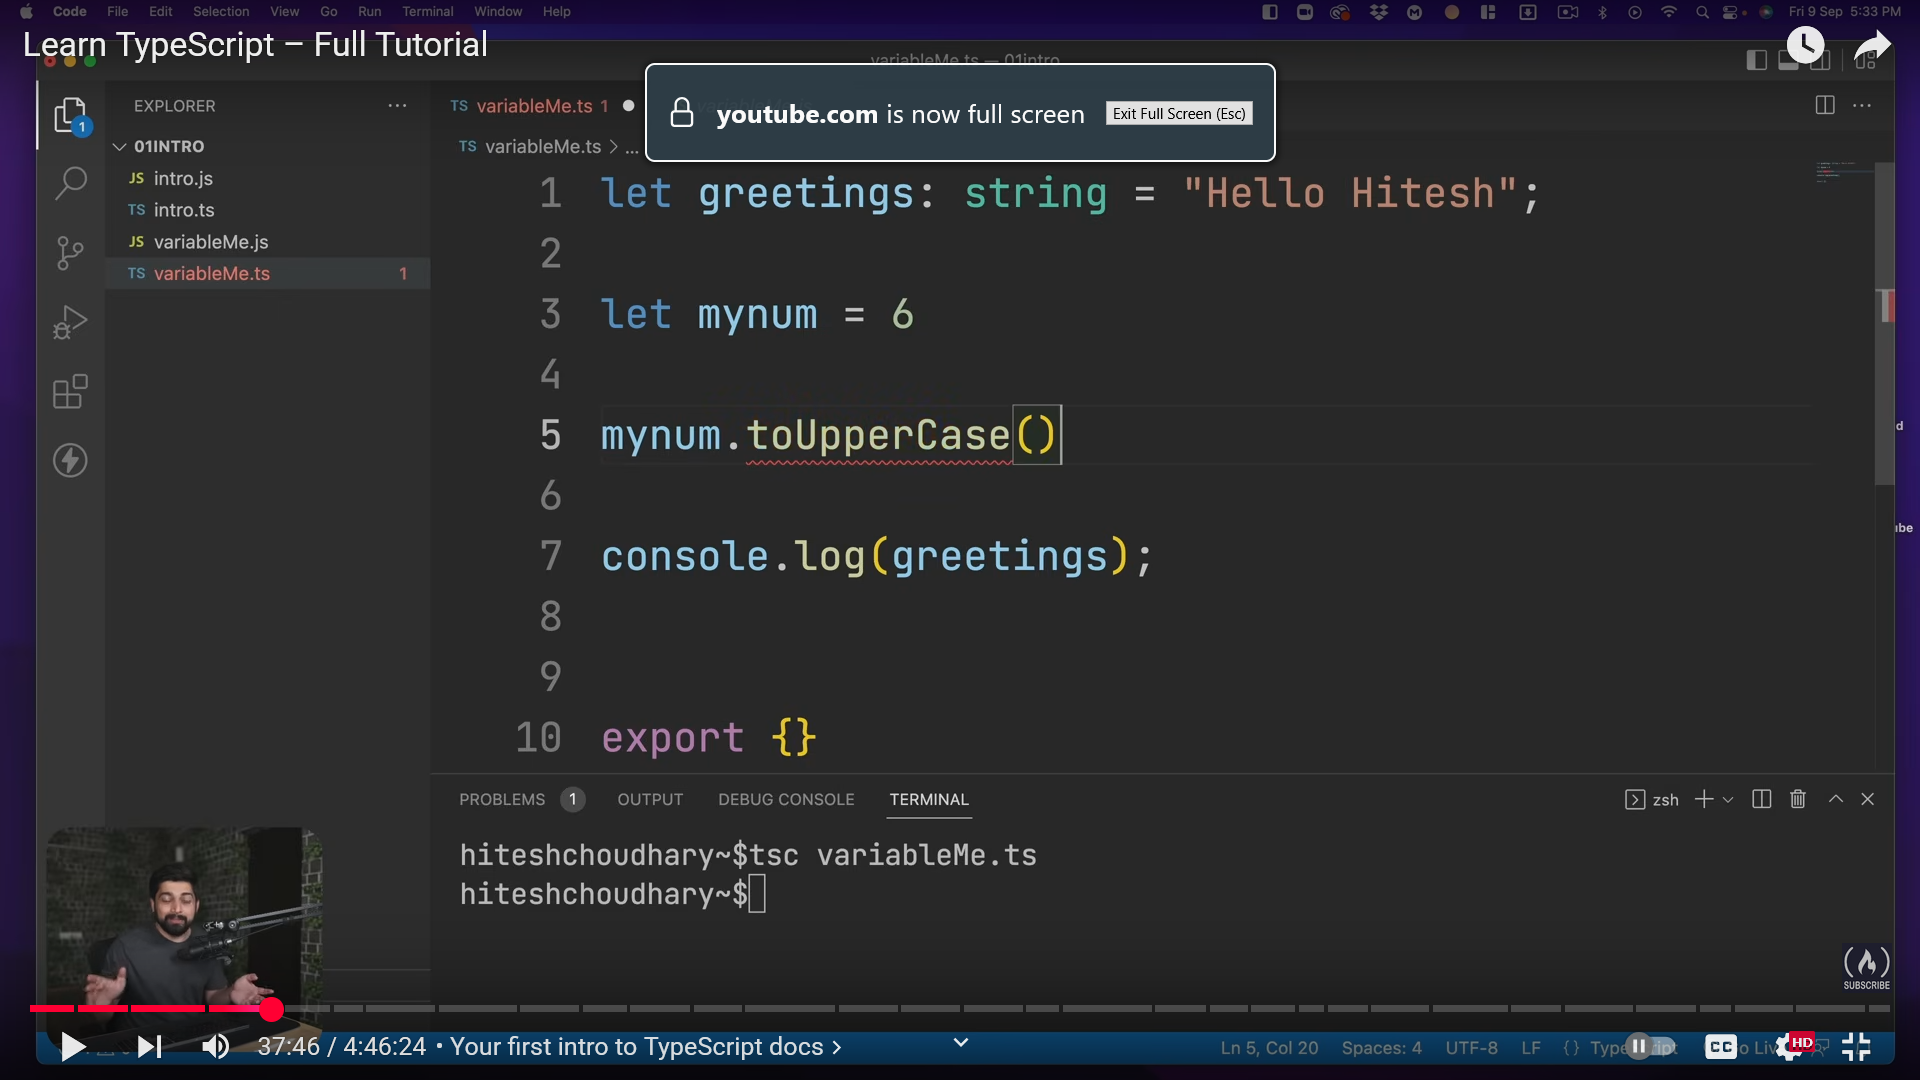 Code File Edit Selection View Go Run Terminal Window Help Fri 9 Sep 5:33 PM
Learn TypeScript – Full Tutorial
variableMe.ts — 01intro
youtube.com is now full screen Exit Full Screen (Esc)
EXPLORER
TS variableMe.ts 1
1
01INTRO
TS variableMe.ts > ...
JS intro.js
TS intro.ts
JS variableMe.js
TS variableMe.ts 1
1 let greetings: string = "Hello Hitesh";
2
3 let mynum = 6
4
5 mynum.toUpperCase()
6
7 console.log(greetings);
8
9
10 export {}
PROBLEMS 1 OUTPUT DEBUG CONSOLE TERMINAL zsh
hiteshchoudhary~$tsc variableMe.ts
hiteshchoudhary~$
SUBSCRIBE
37:46 / 4:46:24 • Your first intro to TypeScript docs >
Ln 5, Col 20 Spaces: 4 UTF-8 LF {} CC HD